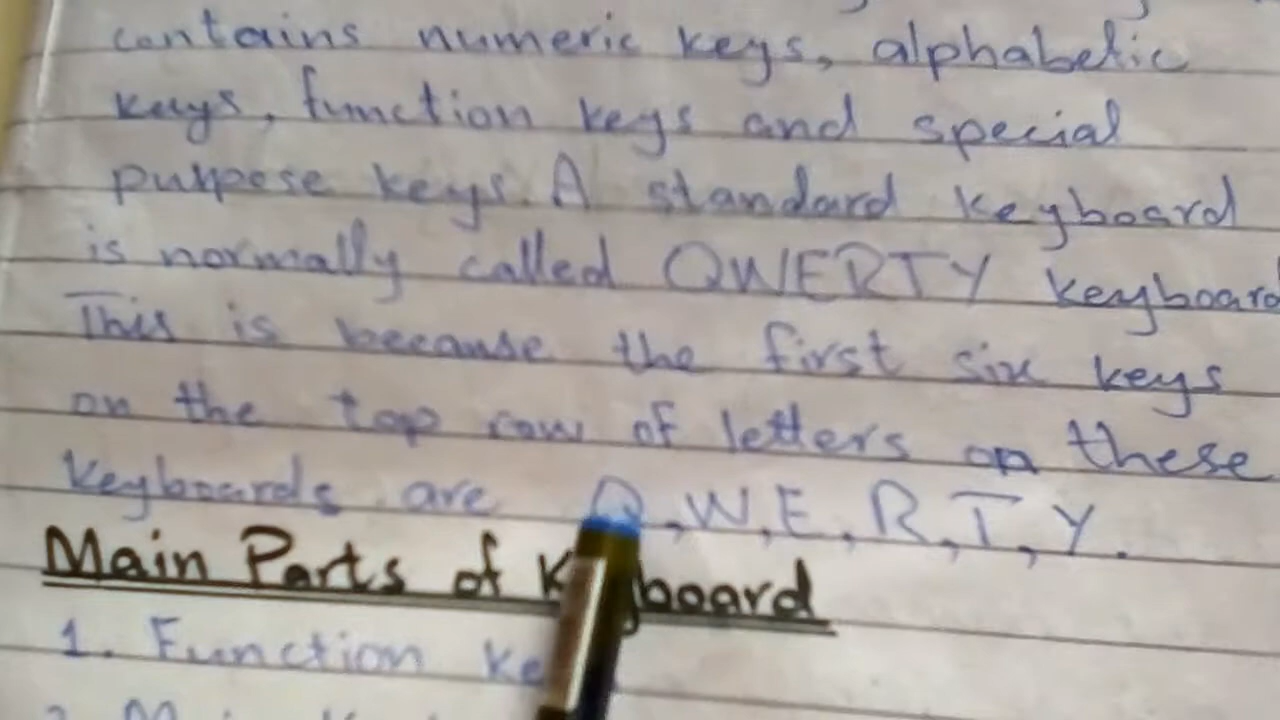 contains numeric keys, alphabetic
keys, function keys and special
purpose keys. A standard keyboard
is normally called QWERTY keyboard
This is because the first six keys
on the top row of letters on these
keyboards are Q, W, E, R, T, Y.
Main Parts of Keyboard
1. Function